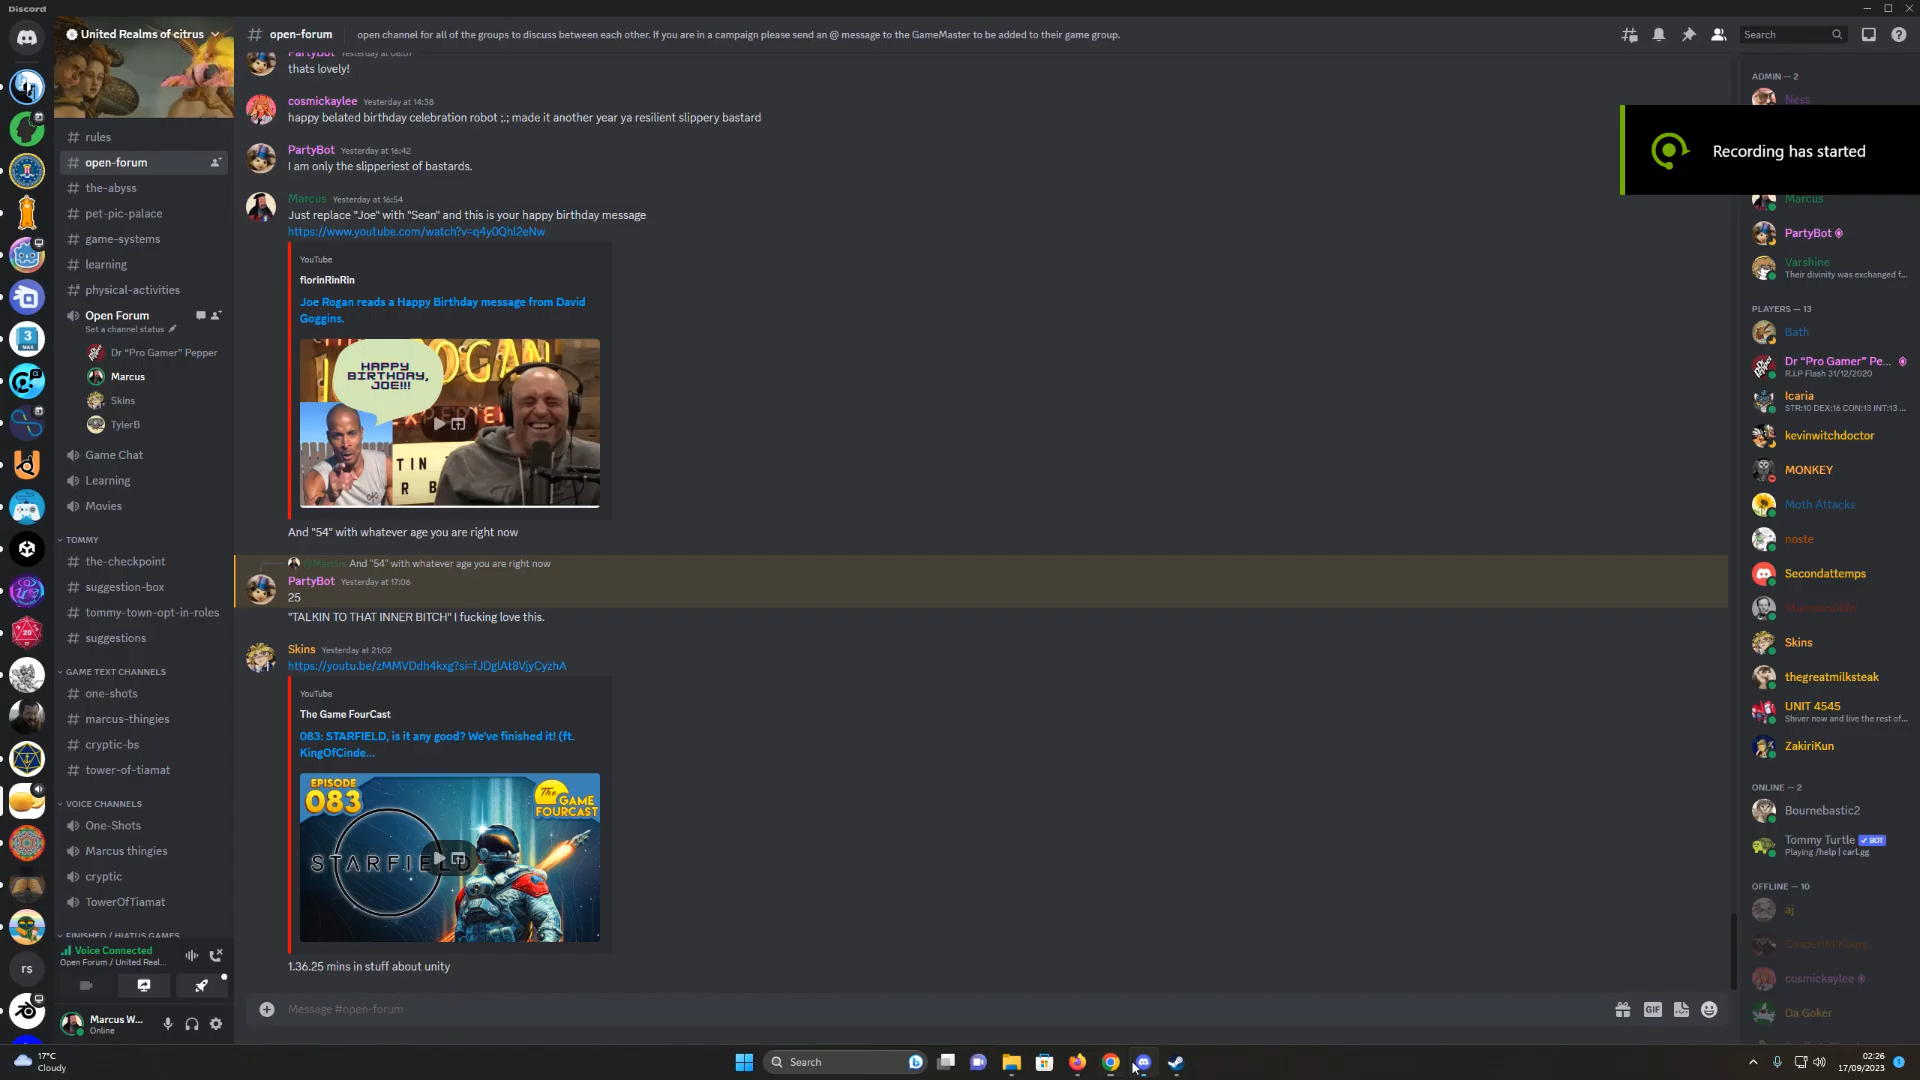 Discord
United Realms of citrus
open-forum
open channel for all of the groups to discuss between each other. If you are in a campaign please send an @ message to the GameMaster to be added to their game group.
Search
rules
open-forum
the-abyss
pet-pic-palace
game-systems
learning
physical-activities
Open Forum
Set a channel status
Dr "Pro Gamer" Pepper
Marcus
Skins
TylerB
Game Chat
Learning
Movies
TOMMY
the-checkpoint
suggestion-box
tommy-town-opt-in-roles
suggestions
GAME TEXT CHANNELS
one-shots
marcus-thingies
cryptic-bs
tower-of-tiamat
VOICE CHANNELS
One-Shots
Marcus thingies
cryptic
TowerOfTiamat
FINISHED / HIATUS GAMES
Voice Connected
Open Forum / United Real...
Marcus W...
Online
rs
PartyBot Yesterday at
thats lovely!
cosmickaylee Yesterday at 14:38
happy belated birthday celebration robot ;.; made it another year ya resilient slippery bastard
PartyBot Yesterday at 16:42
I am only the slipperiest of bastards.
Marcus Yesterday at 16:54
Just replace "Joe" with "Sean" and this is your happy birthday message
https://www.youtube.com/watch?v=q4y0Qhl2eNw
YouTube
florinRinRin
Joe Rogan reads a Happy Birthday message from David
Goggins.
HAPPY
BIRTHDAY,
JOE!!!
And "54" with whatever age you are right now
@Marcus And "54" with whatever age you are right now
PartyBot Yesterday at 17:06
25
"TALKIN TO THAT INNER BITCH" I fucking love this.
Skins Yesterday at 21:02
https://youtu.be/zMMVDdh4kxg?si=fJDglAt8VjyCyzhA
YouTube
The Game FourCast
083: STARFIELD, is it any good? We've finished it! (ft.
KingOfCinde...
EPISODE
083
The
GAME
FOURCAST
STARFIELD
1.36.25 mins in stuff about unity
Message #open-forum
GIF
Recording has started
ADMIN — 2
Ness
Marcus
PartyBot
Varshine
Their divinity was exchanged f...
PLAYERS — 13
Bath
Dr "Pro Gamer" Pe...
R.I.P Flash 31/12/2020
Icaria
STR:10 DEX:16 CON:13 INT:13 ...
kevinwitchdoctor
MONKEY
Moth Attacks
noste
Secondattemps
Skins
thegreatmilksteak
UNIT 4545
Shiver now and live the rest of...
ZakiriKun
ONLINE — 2
Bournebastic2
Tommy Turtle BOT
Playing /help | carl.gg
OFFLINE — 10
aj
cosmickaylee
Da Goker
17°C
Cloudy
Search
02:26
17/09/2023